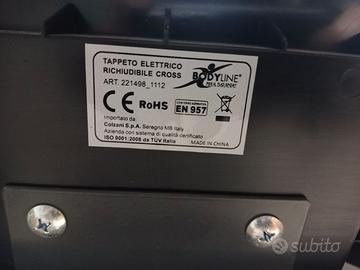 TAPPETO ELETTRICO
RICHIUDIBILE CROSS
ART. 221498_1112
BODYLINE
CE RoHS
EN 957
Importato da:
Colzani S.p.A. Seregno MB Italy
Azienda con sistema di qualità certificato
ISO 9001:2008 da TÜV Italia
MADE IN CHINA
subito